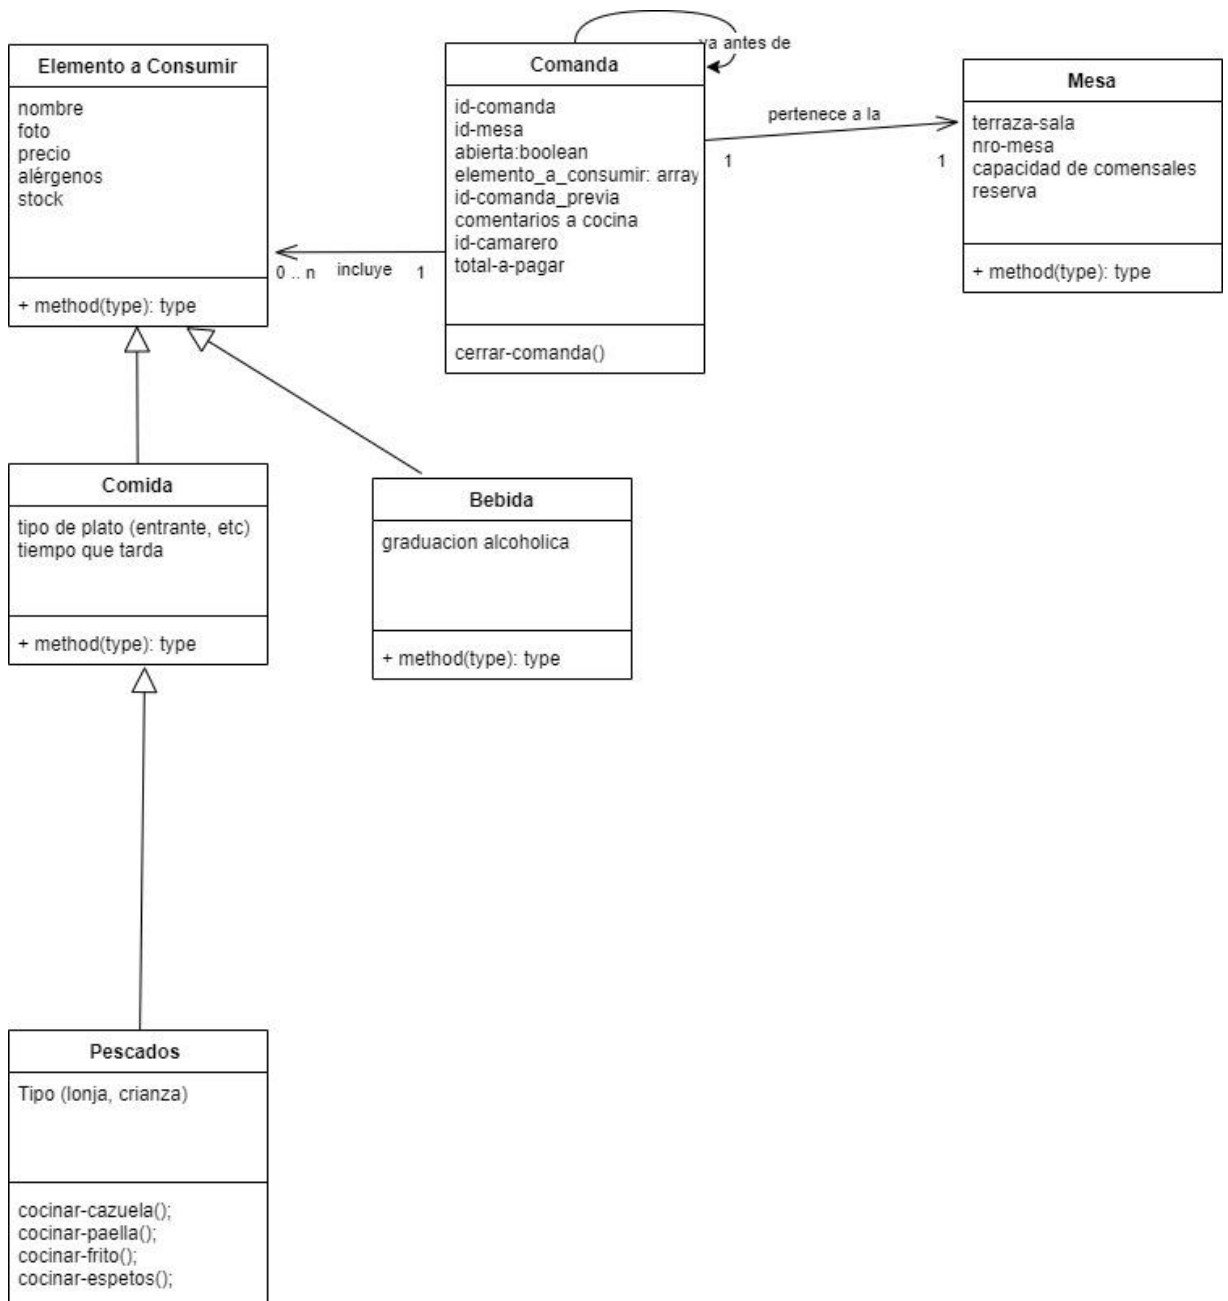 Elemento a Consumir
nombre
foto
precio
alérgenos
stock
+ method(type): type
va antes de
Comanda
id-comanda
id-mesa
abierta:boolean
elemento_a_consumir: array
id-comanda_previa
comentarios a cocina
id-camarero
total-a-pagar
cerrar-comanda()
0 .. n
incluye
1
pertenece a la
1
1
Mesa
terraza-sala
nro-mesa
capacidad de comensales
reserva
+ method(type): type
Comida
tipo de plato (entrante, etc)
tiempo que tarda
+ method(type): type
Bebida
graduacion alcoholica
+ method(type): type
Pescados
Tipo (lonja, crianza)
cocinar-cazuela();
cocinar-paella();
cocinar-frito();
cocinar-espetos();